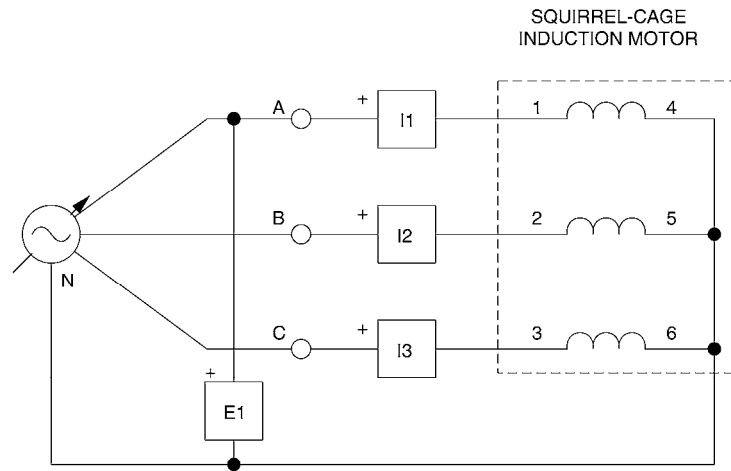 SQUIRREL-CAGE
INDUCTION MOTOR
A + I1 1 4
B + I2 2 5
N
C + I3 3 6
+
E1